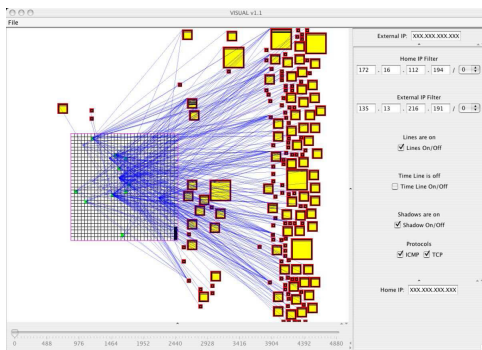 VISUAL v1.1
File
External IP: XXX.XXX.XXX.XXX
Home IP Filter
172 . 16 . 112 . 194 / 0
External IP Filter
135 . 13 . 216 . 191 / 0
Lines are on
Lines On/Off
Time Line is off
Time Line On/Off
Shadows are on
Shadow On/Off
Protocols
ICMP TCP
Home IP: XXX.XXX.XXX.XXX
0 488 976 1464 1952 2440 2928 3416 3904 4392 4880